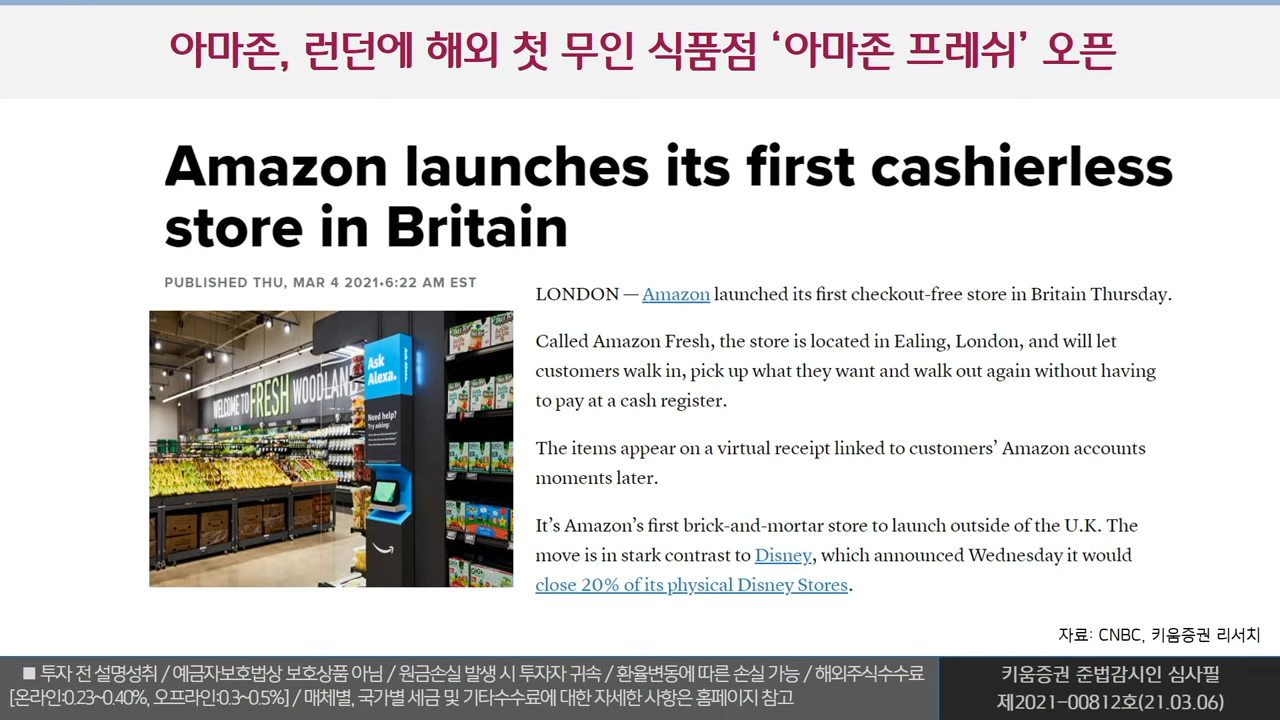 아마존, 런던에 해외 첫 무인 식품점 ‘아마존 프레쉬’ 오픈
Amazon launches its first cashierless
store in Britain
PUBLISHED THU, MAR 4 2021•6:22 AM EST
LONDON — Amazon launched its first checkout-free store in Britain Thursday.
Called Amazon Fresh, the store is located in Ealing, London, and will let
customers walk in, pick up what they want and walk out again without having
to pay at a cash register.
The items appear on a virtual receipt linked to customers’ Amazon accounts
moments later.
It’s Amazon’s first brick-and-mortar store to launch outside of the U.K. The
move is in stark contrast to Disney, which announced Wednesday it would
close 20% of its physical Disney Stores.
WELCOME TO FRESH WOODLAND
Ask
Alexa.
Ask Alexa.
Need help?
Try asking:
자료: CNBC, 키움증권 리서치
■ 투자 전 설명성취 / 예금자보호법상 보호상품 아님 / 원금손실 발생 시 투자자 귀속 / 환율변동에 따른 손실 가능 / 해외주식수수료
[온라인:0.23~0.40%, 오프라인:0.3~0.5%] / 매체별, 국가별 세금 및 기타수수료에 대한 자세한 사항은 홈페이지 참고
키움증권 준법감시인 심사필
제2021-00812호(21.03.06)